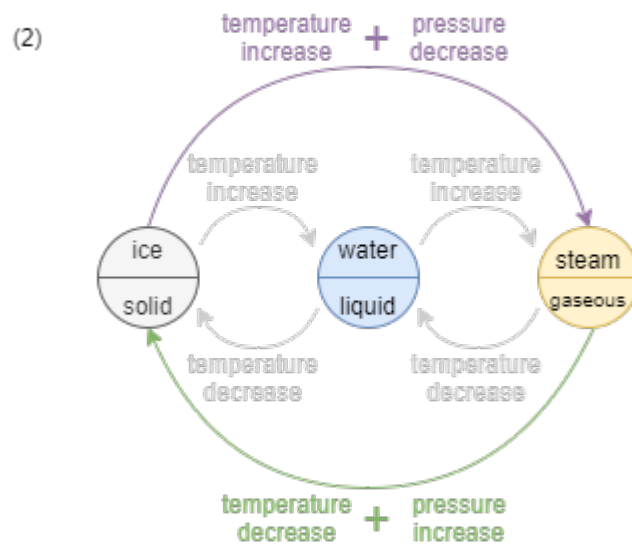 (2)
temperature increase + pressure decrease
temperature increase
temperature increase
ice
solid
water
liquid
steam
gaseous
temperature decrease
temperature decrease
temperature decrease + pressure increase